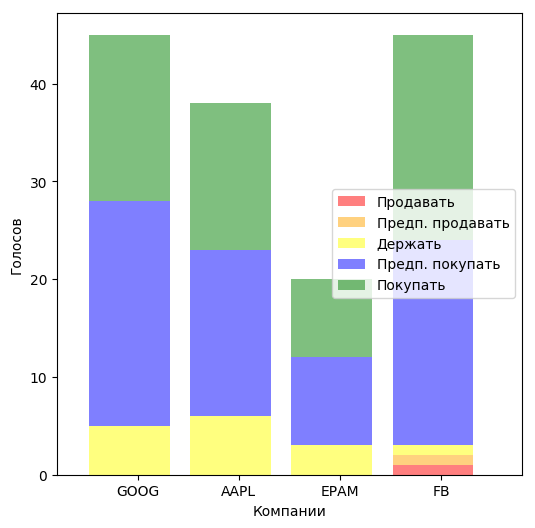 Голосов
40
30
20
10
0
Продавать
Предп. продавать
Держать
Предп. покупать
Покупать
GOOG AAPL EPAM FB
Компании